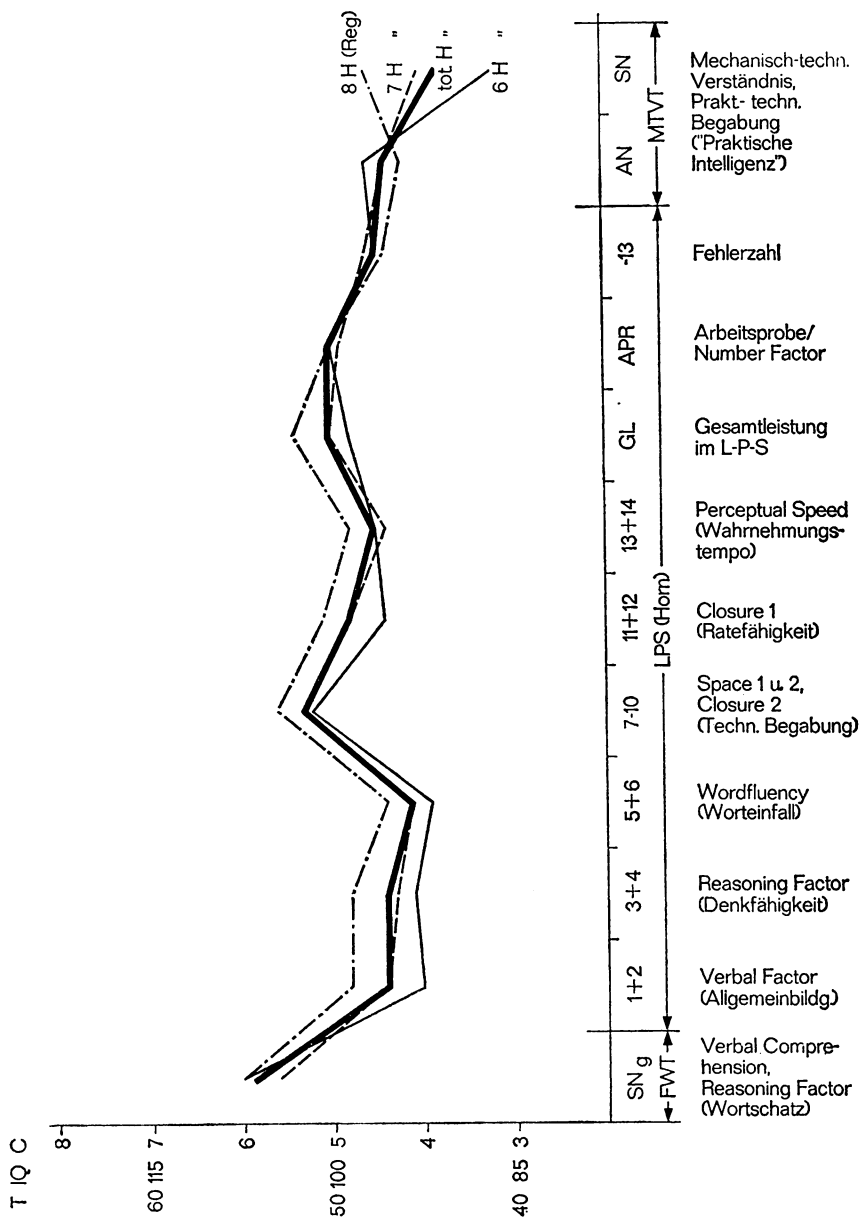 8 H (Reg)
7 H "
tot. H "
6 H "
SN
AN
MTVT
Mechanisch-techn.
Verständnis,
Prakt.- techn.
Begabung
("Praktische
Intelligenz")
-13
Fehlerzahl
APR
Arbeitsprobe/
Number Factor
GL
Gesamtleistung
im L-P-S
13+14
Perceptual Speed
(Wahrnehmungs-
tempo)
11+12
LPS (Horn)
Closure 1
(Ratefähigkeit)
7-10
Space 1 u. 2,
Closure 2
(Techn. Begabung)
5+6
Wordfluency
(Worteinfall)
3+4
Reasoning Factor
(Denkfähigkeit)
1+2
Verbal Factor
(Allgemeinbildg)
SNg
FWT
Verbal Compre-
hension,
Reasoning Factor
(Wortschatz)
T IQ C
8
60 115 7
6
50 100 5
4
40 85 3